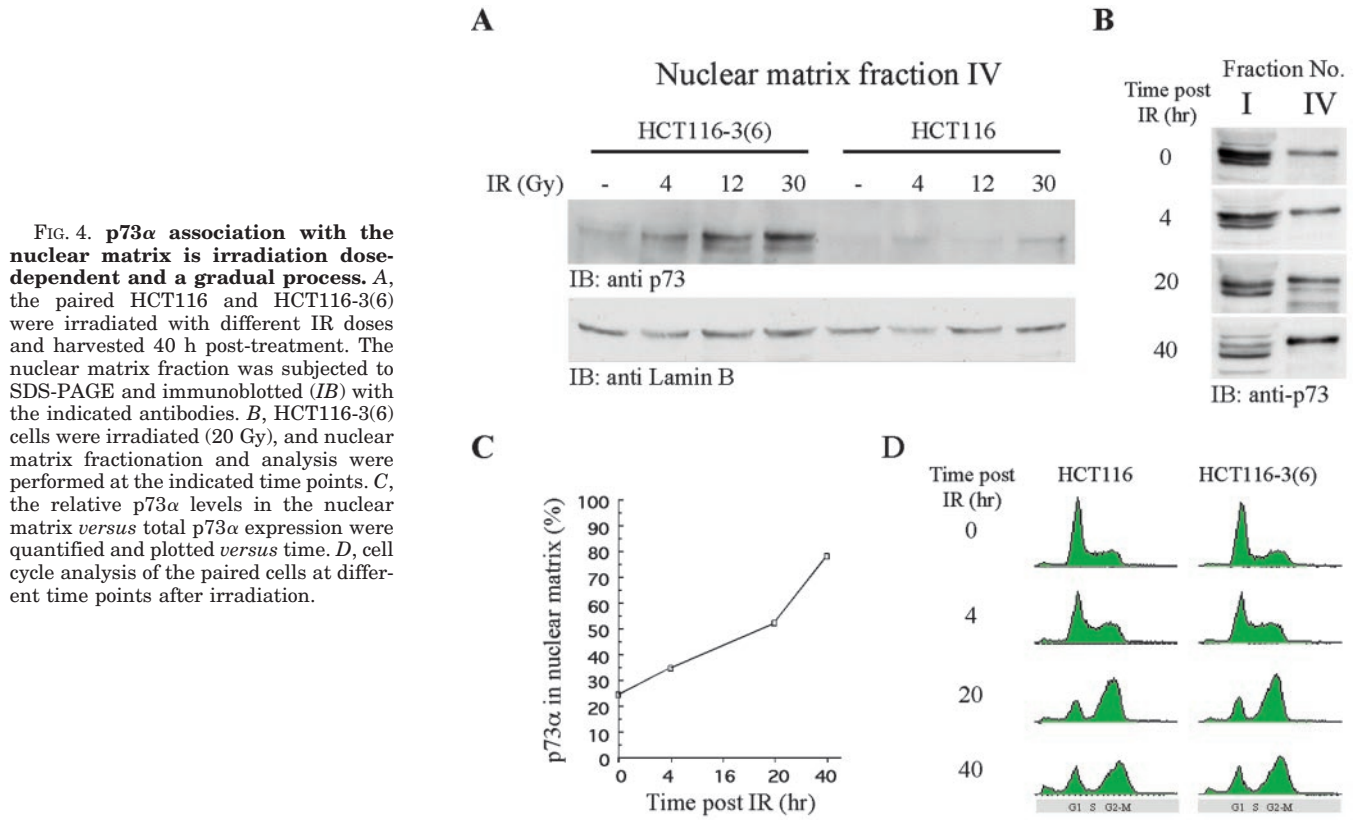 FIG. 4. p73α association with the
nuclear matrix is irradiation dose-
dependent and a gradual process. A,
the paired HCT116 and HCT116-3(6)
were irradiated with different IR doses
and harvested 40 h post-treatment. The
nuclear matrix fraction was subjected to
SDS-PAGE and immunoblotted (IB) with
the indicated antibodies. B, HCT116-3(6)
cells were irradiated (20 Gy), and nuclear
matrix fractionation and analysis were
performed at the indicated time points. C,
the relative p73α levels in the nuclear
matrix versus total p73α expression were
quantified and plotted versus time. D, cell
cycle analysis of the paired cells at differ-
ent time points after irradiation.
A
Nuclear matrix fraction IV
HCT116-3(6) HCT116
IR (Gy) - 4 12 30 - 4 12 30
IB: anti p73
IB: anti Lamin B
B
Fraction No.
Time post
IR (hr)
I IV
0
4
20
40
IB: anti-p73
C
p73α in nuclear matrix (%)
100
90
80
70
60
50
40
30
20
10
0
0 4 16 20 40
Time post IR (hr)
D
Time post
IR (hr)
HCT116 HCT116-3(6)
0
4
20
40
G1 S G2-M G1 S G2-M